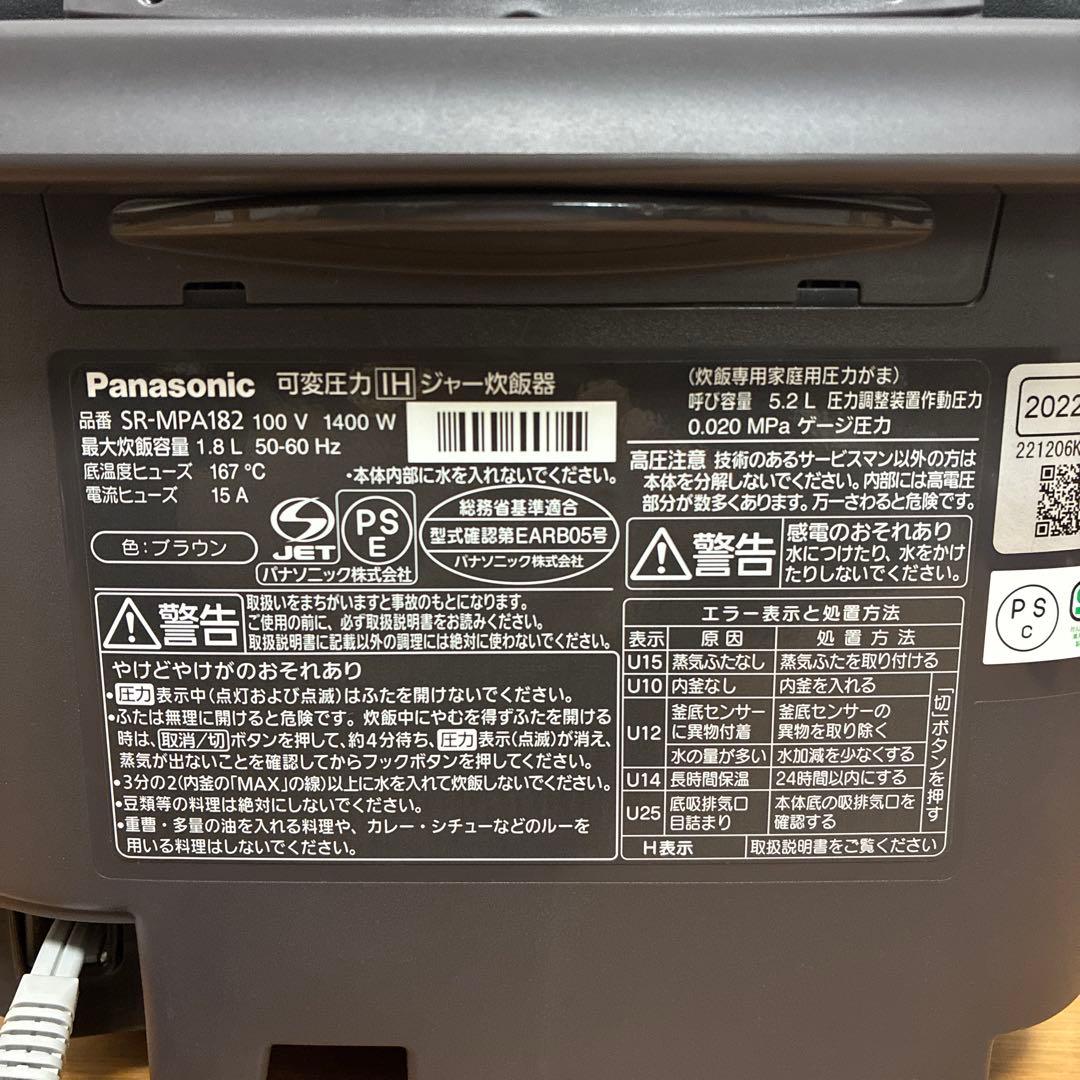 Panasonic 可変圧力 IH ジャー炊飯器
品番 SR-MPA182 100 V 1400 W
最大炊飯容量 1.8 L 50-60 Hz
底温度ヒューズ 167 ℃
電流ヒューズ 15 A
・本体内部に水を入れないでください。
色：ブラウン
S JET
PS E
パナソニック株式会社
総務省基準適合
型式確認第EARB05号
パナソニック株式会社
警告
取扱いをまちがいますと事故のもとになります。
ご使用の前に、必ず取扱説明書をお読みください。
取扱説明書に記載以外の調理には絶対に使わないでください。
やけどやけがのおそれあり
・圧力表示中（点灯および点滅）はふたを開けないでください。
・ふたは無理に開けると危険です。炊飯中にやむを得ずふたを開ける
時は、取消/切ボタンを押して、約4分待ち、圧力表示（点滅）が消え、
蒸気が出ないことを確認してからフックボタンを押してください。
・3分の2（内釜の「MAX」の線）以上に水を入れて炊飯しないでください。
・豆類等の料理は絶対にしないでください。
・重曹・多量の油を入れる料理や、カレー・シチューなどのルーを
用いる料理はしないでください。
（炊飯専用家庭用圧力がま）
呼び容量 5.2 L 圧力調整装置作動圧力
0.020 MPa ゲージ圧力
高圧注意 技術のあるサービスマン以外の方は
本体を分解しないでください。内部には高電圧
部分が数多くあります。万一さわると危険です。
警告
感電のおそれあり
水につけたり、水をかけ
たりしないでください。
エラー表示と処置方法
表示 原因 処置方法
U15 蒸気ふたなし 蒸気ふたを取り付ける
U10 内釜なし 内釜を入れる
U12 釜底センサーに異物付着 釜底センサーの異物を取り除く
水の量が多い 水加減を少なくする
U14 長時間保温 24時間以内にする
U25 底吸排気口目詰まり 本体底の吸排気口を確認する
「切」ボタンを押す
H表示 取扱説明書をご覧ください
2022
221206K
PS C